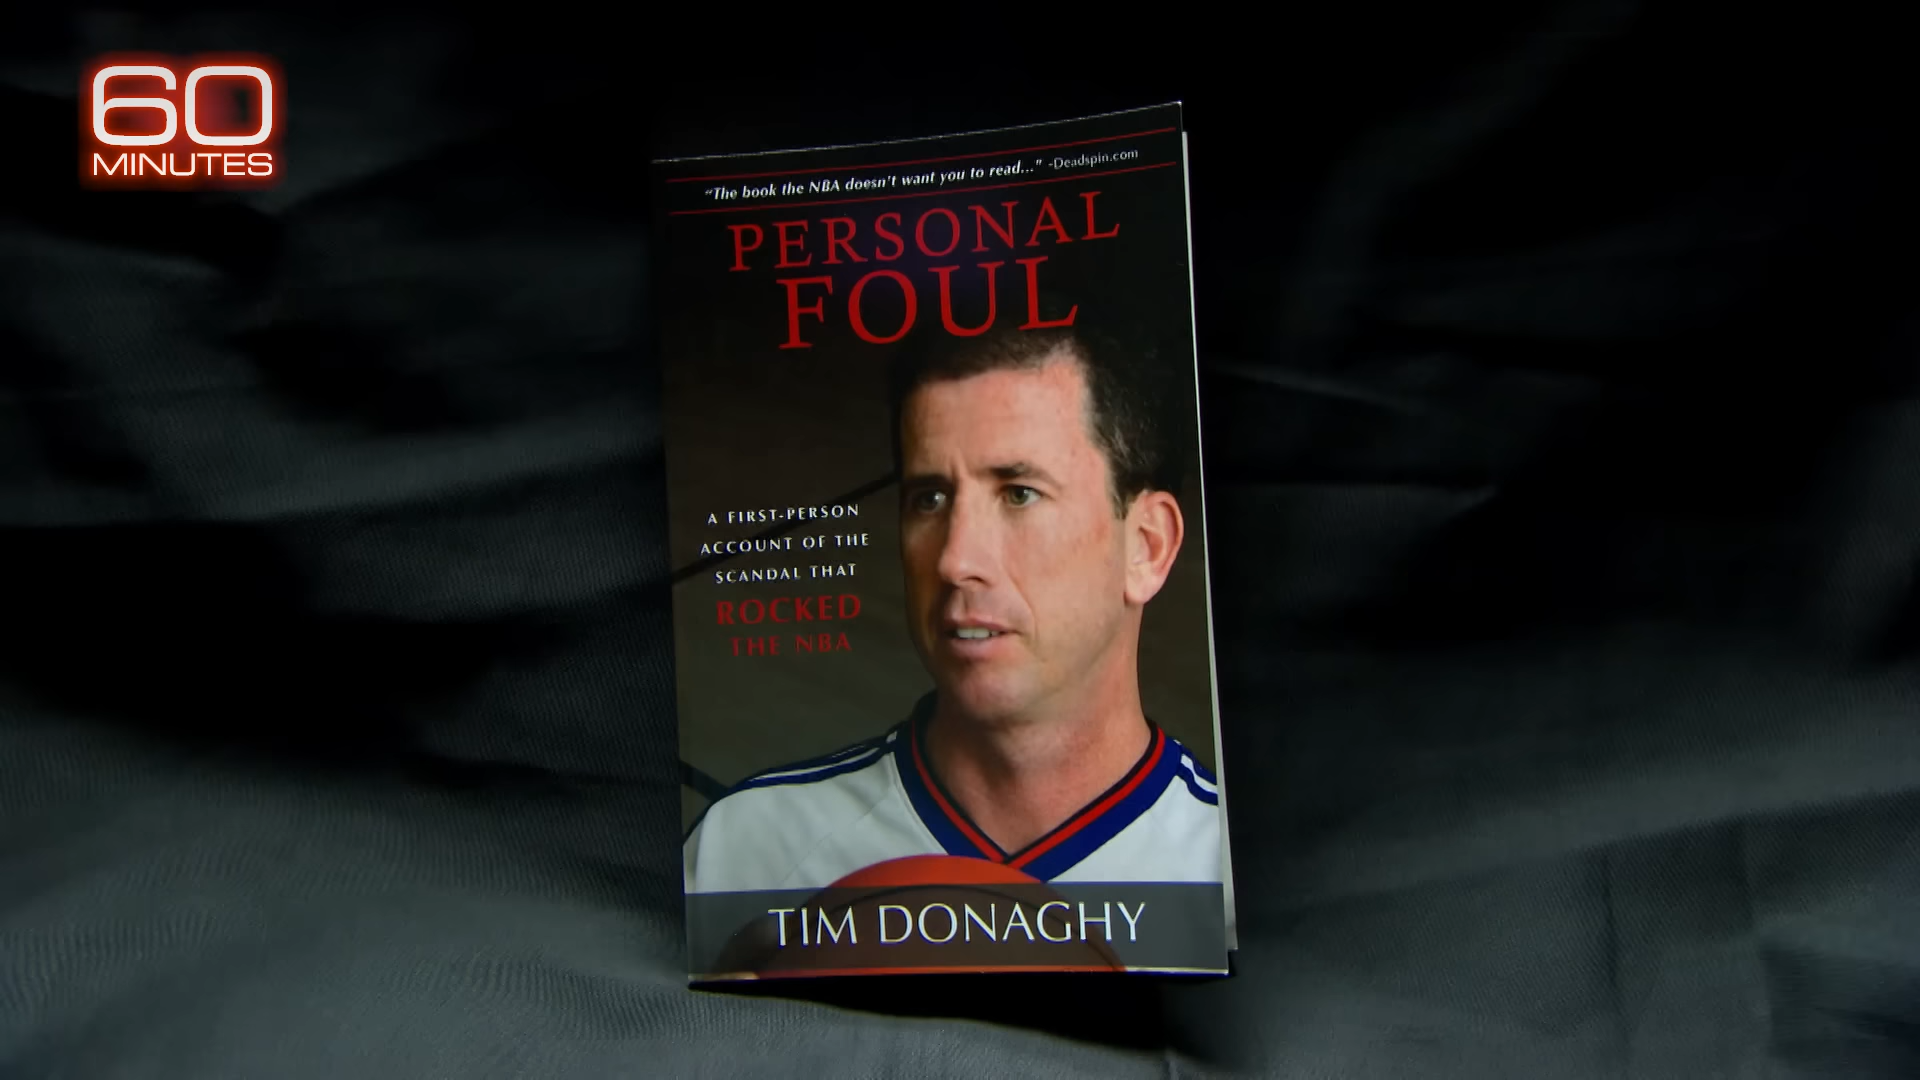 60
MINUTES
"The book the NBA doesn't want you to read..." -Deadspin.com
PERSONAL
FOUL
A FIRST-PERSON
ACCOUNT OF THE
SCANDAL THAT
ROCKED
THE NBA
TIM DONAGHY